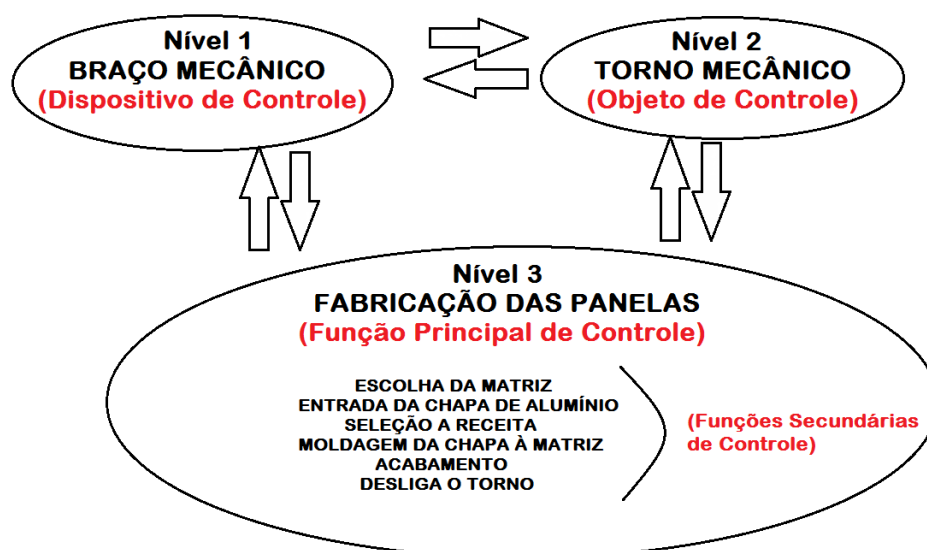 Nível 1
BRAÇO MECÂNICO
(Dispositivo de Controle)
Nível 2
TORNO MECÂNICO
(Objeto de Controle)
Nível 3
FABRICAÇÃO DAS PANELAS
(Função Principal de Controle)
ESCOLHA DA MATRIZ
ENTRADA DA CHAPA DE ALUMÍNIO
SELEÇÃO A RECEITA
MOLDAGEM DA CHAPA À MATRIZ
ACABAMENTO
DESLIGA O TORNO
(Funções Secundárias
de Controle)